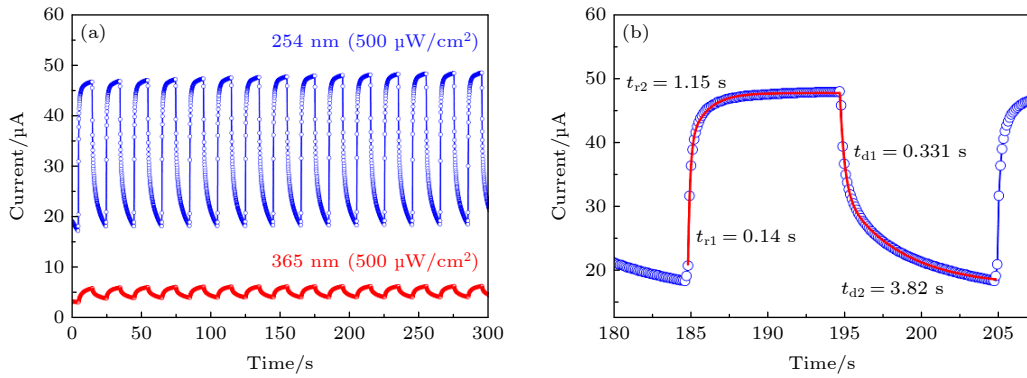 (a)
254 nm (500 µW/cm²)
365 nm (500 µW/cm²)
Current/µA
60
50
40
30
20
10
0
0 50 100 150 200 250 300
Time/s
(b)
t_r2 = 1.15 s
t_d1 = 0.331 s
t_r1 = 0.14 s
t_d2 = 3.82 s
Current/µA
60
50
40
30
20
180 185 190 195 200 205
Time/s